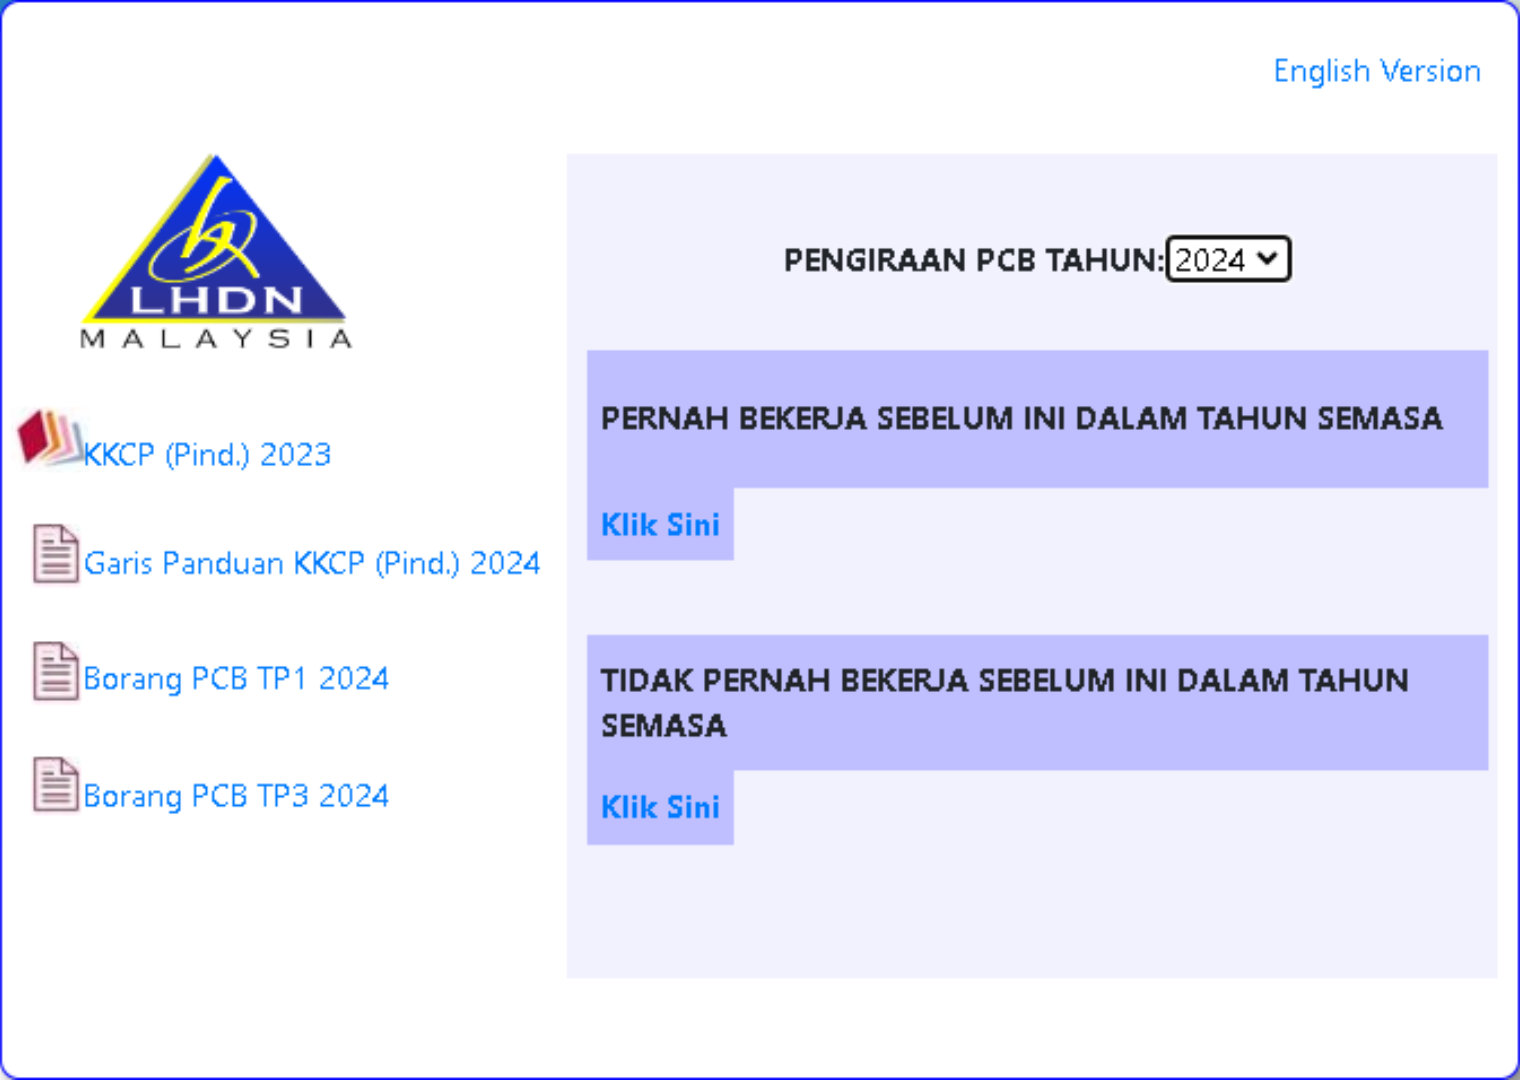 English Version
LHDN
MALAYSIA
KKCP (Pind.) 2023
Garis Panduan KKCP (Pind.) 2024
Borang PCB TP1 2024
Borang PCB TP3 2024
PENGIRAAN PCB TAHUN: 2024
PERNAH BEKERJA SEBELUM INI DALAM TAHUN SEMASA
Klik Sini
TIDAK PERNAH BEKERJA SEBELUM INI DALAM TAHUN
SEMASA
Klik Sini